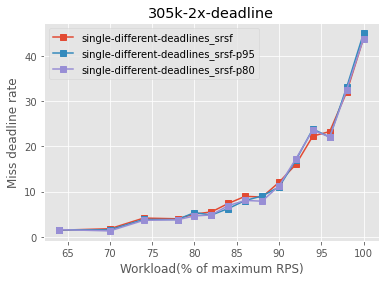 305k-2x-deadline
single-different-deadlines_srsf
single-different-deadlines_srsf-p95
single-different-deadlines_srsf-p80
Miss deadline rate
40
30
20
10
0
65 70 75 80 85 90 95 100
Workload(% of maximum RPS)